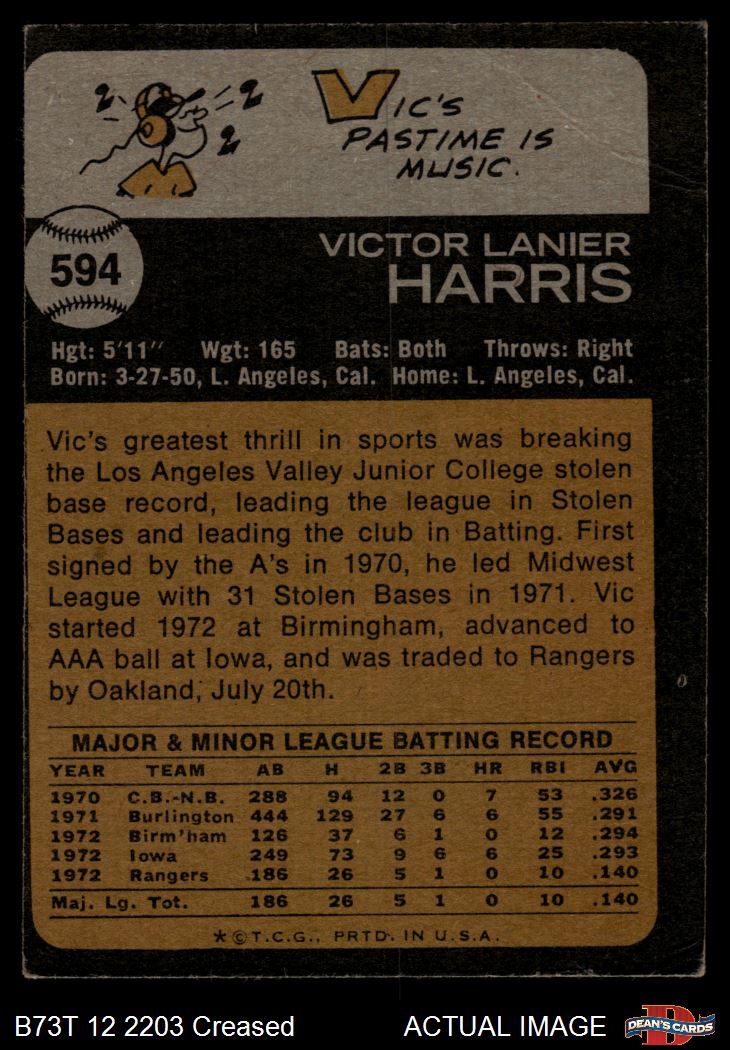 VIC'S
PASTIME IS
MUSIC.
594
VICTOR LANIER
HARRIS
Hgt: 5'11" Wgt: 165 Bats: Both Throws: Right
Born: 3-27-50, L. Angeles, Cal. Home: L. Angeles, Cal.
Vic's greatest thrill in sports was breaking
the Los Angeles Valley Junior College stolen
base record, leading the league in Stolen
Bases and leading the club in Batting. First
signed by the A's in 1970, he led Midwest
League with 31 Stolen Bases in 1971. Vic
started 1972 at Birmingham, advanced to
AAA ball at Iowa, and was traded to Rangers
by Oakland, July 20th.
MAJOR & MINOR LEAGUE BATTING RECORD
YEAR TEAM AB H 2B 3B HR RBI AVG
1970 C.B.-N.B. 288 94 12 0 7 53 .326
1971 Burlington 444 129 27 6 6 55 .291
1972 Birm'ham 126 37 6 1 0 12 .294
1972 Iowa 249 73 9 6 6 25 .293
1972 Rangers 186 26 5 1 0 10 .140
Maj. Lg. Tot. 186 26 5 1 0 10 .140
*©T.C.G., PRTD. IN U.S.A.
B73T 12 2203 Creased ACTUAL IMAGE
D
DEAN'S CARDS